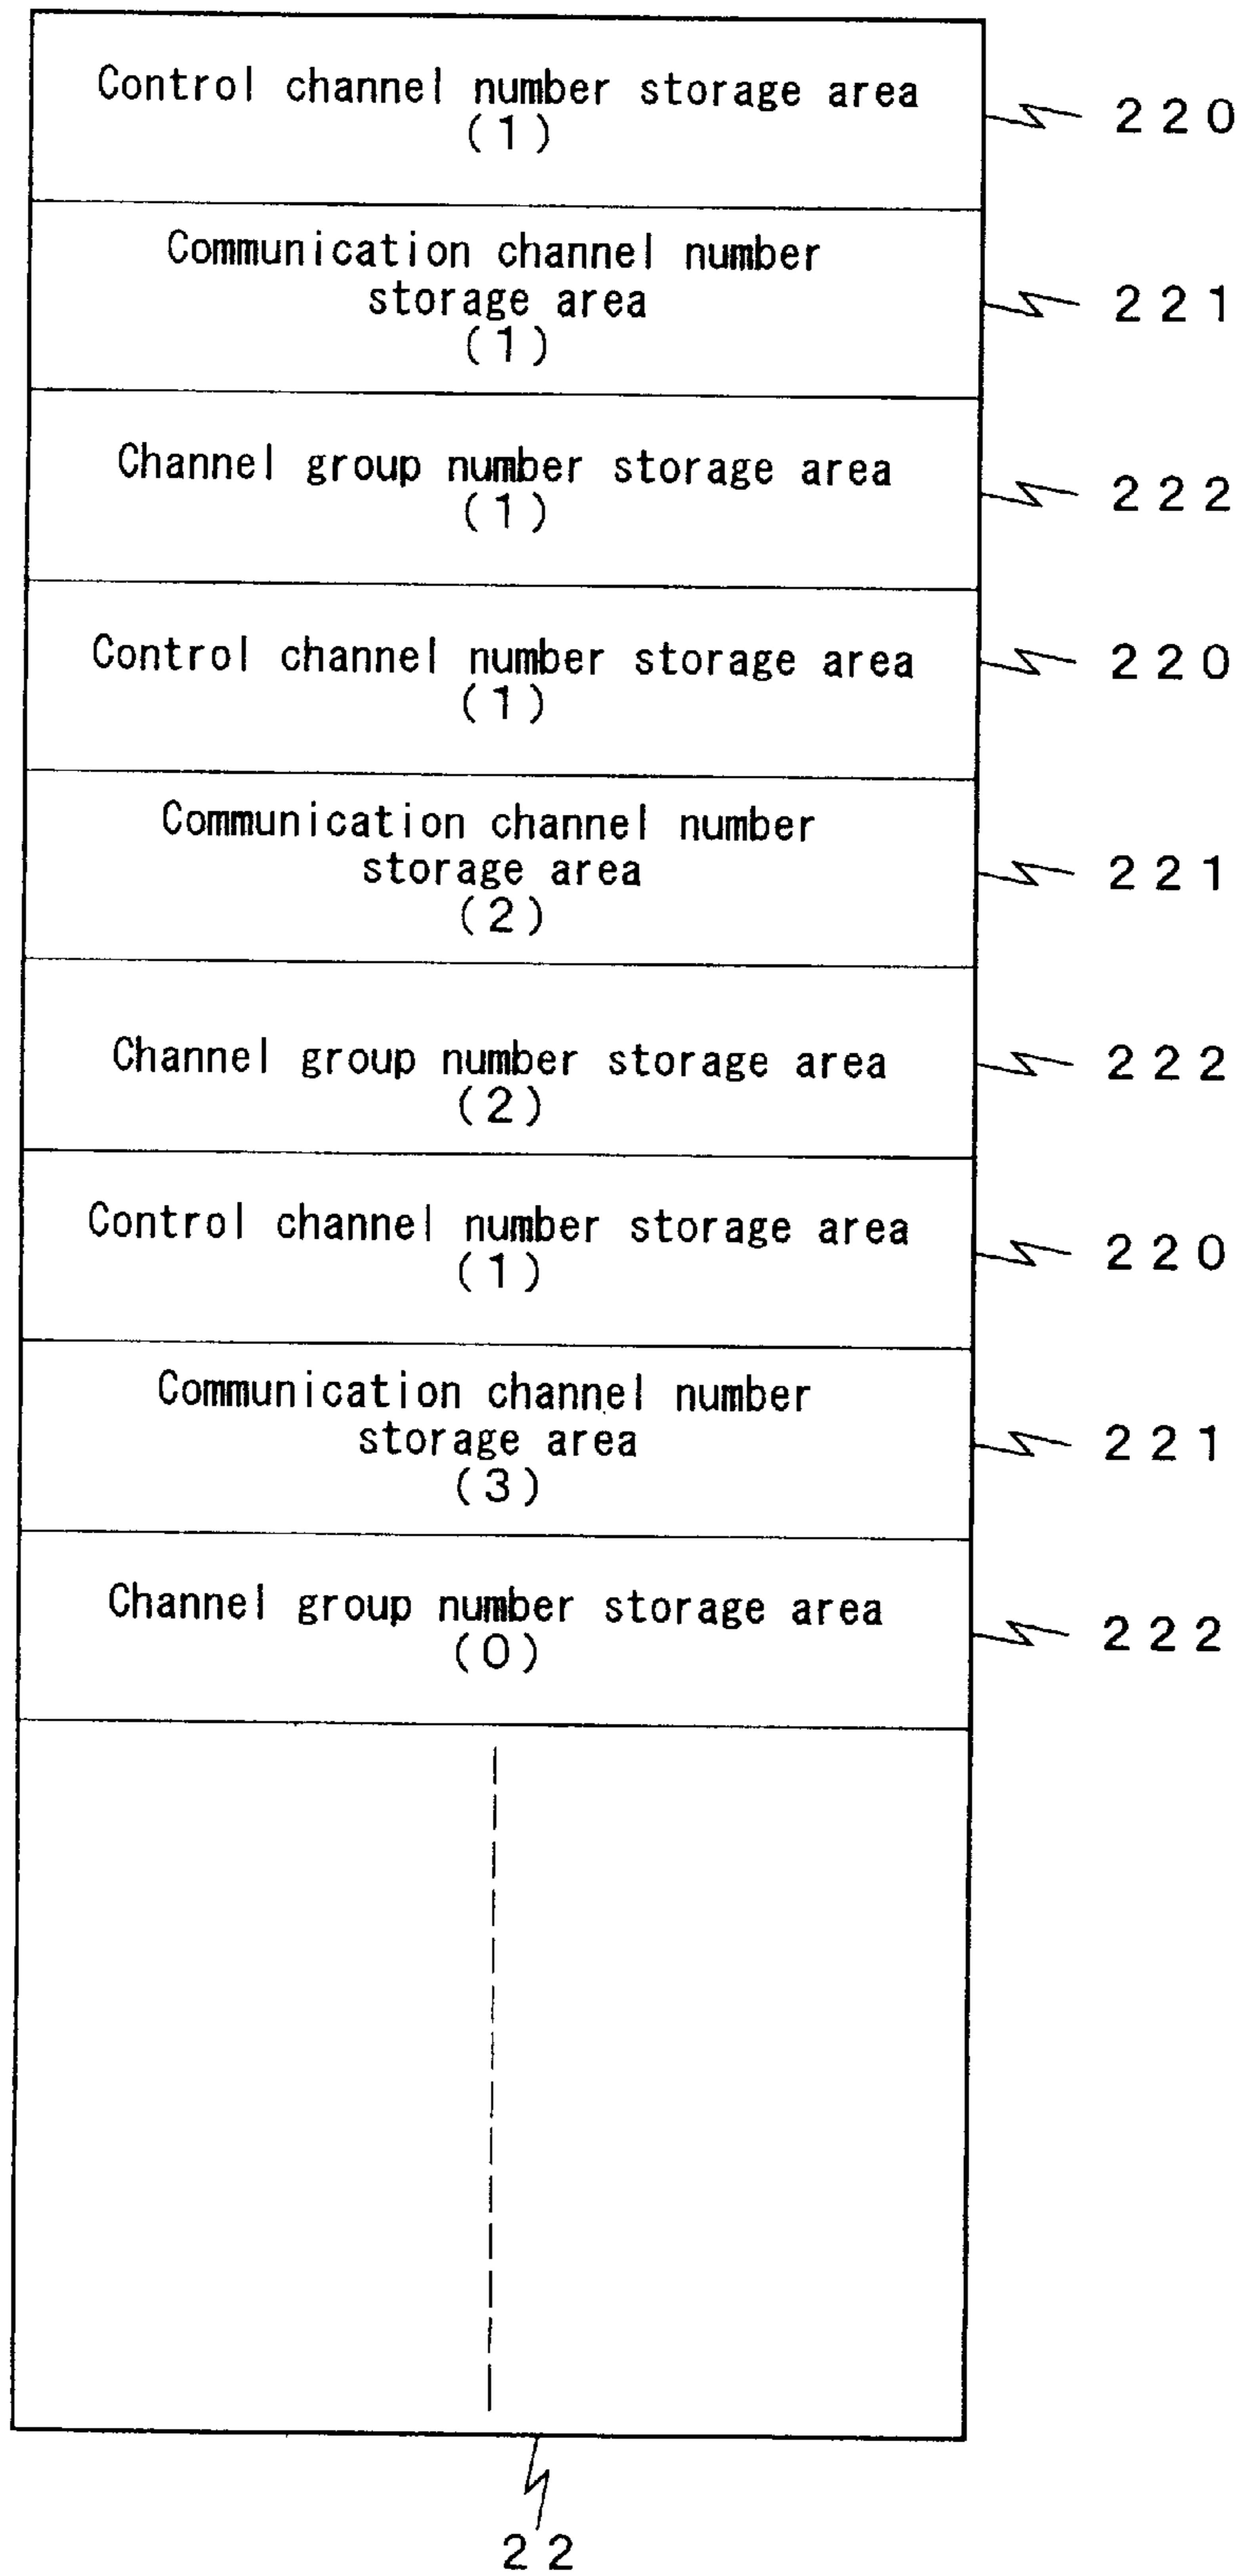 Control channel number storage area
(1)
220
Communication channel number
storage area
(1)
221
Channel group number storage area
(1)
222
Control channel number storage area
(1)
220
Communication channel number
storage area
(2)
221
Channel group number storage area
(2)
222
Control channel number storage area
(1)
220
Communication channel number
storage area
(3)
221
Channel group number storage area
(0)
222
22